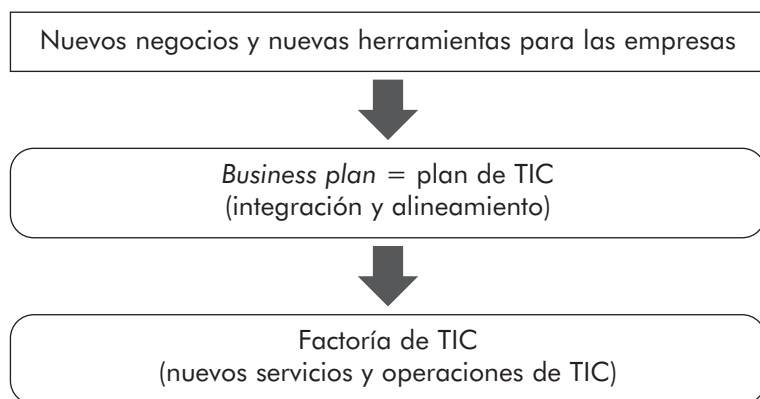 Nuevos negocios y nuevas herramientas para las empresas
Business plan = plan de TIC
(integración y alineamiento)
Factoría de TIC
(nuevos servicios y operaciones de TIC)